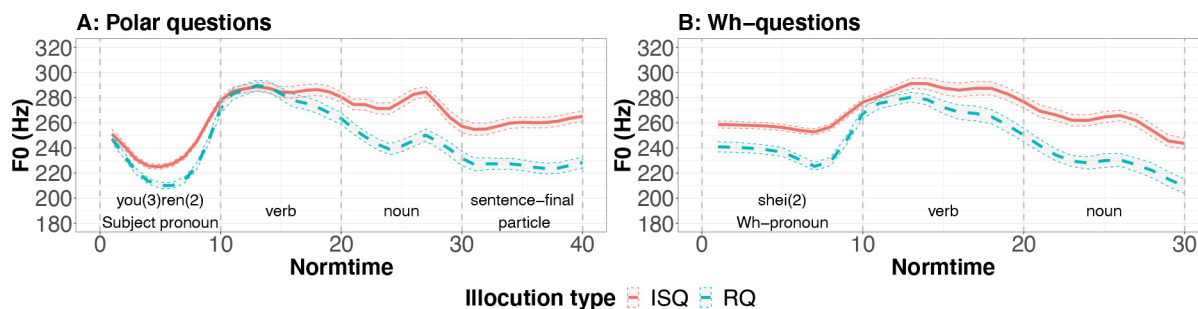 A: Polar questions
320
300
280
260
240
220
200
180
F0 (Hz)
you(3)ren(2)
Subject pronoun
verb
noun
sentence−final
particle
0 10 20 30 40
Normtime
B: Wh−questions
320
300
280
260
240
220
200
180
F0 (Hz)
shei(2)
Wh−pronoun
verb
noun
0 10 20 30
Normtime
Illocution type ISQ RQ